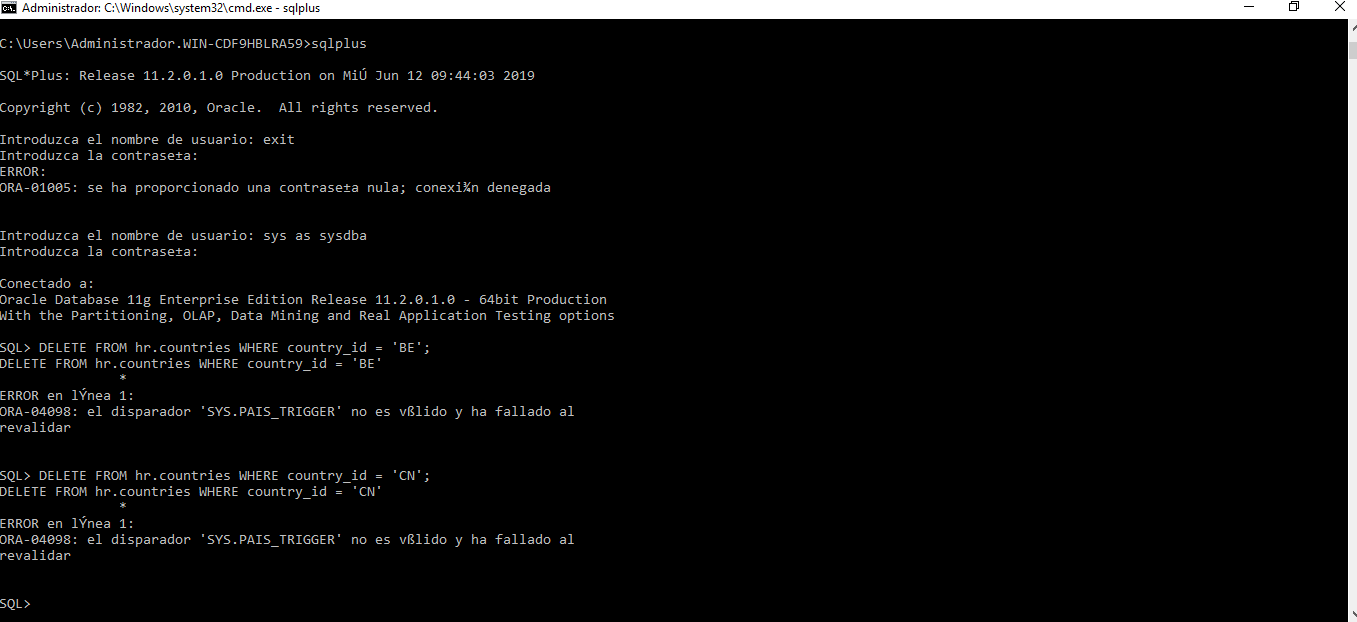 Administrador: C:\Windows\system32\cmd.exe - sqlplus
C:\Users\Administrador.WIN-CDF9HBLRA59>sqlplus
SQL*Plus: Release 11.2.0.1.0 Production on MiÚ Jun 12 09:44:03 2019
Copyright (c) 1982, 2010, Oracle.  All rights reserved.
Introduzca el nombre de usuario: exit
Introduzca la contrase±a:
ERROR:
ORA-01005: se ha proporcionado una contrase±a nula; conexi¾n denegada
Introduzca el nombre de usuario: sys as sysdba
Introduzca la contrase±a:
Conectado a:
Oracle Database 11g Enterprise Edition Release 11.2.0.1.0 - 64bit Production
With the Partitioning, OLAP, Data Mining and Real Application Testing options
SQL> DELETE FROM hr.countries WHERE country_id = 'BE';
DELETE FROM hr.countries WHERE country_id = 'BE'
*
ERROR en lÝnea 1:
ORA-04098: el disparador 'SYS.PAIS_TRIGGER' no es vßlido y ha fallado al
revalidar
SQL> DELETE FROM hr.countries WHERE country_id = 'CN';
DELETE FROM hr.countries WHERE country_id = 'CN'
*
ERROR en lÝnea 1:
ORA-04098: el disparador 'SYS.PAIS_TRIGGER' no es vßlido y ha fallado al
revalidar
SQL>